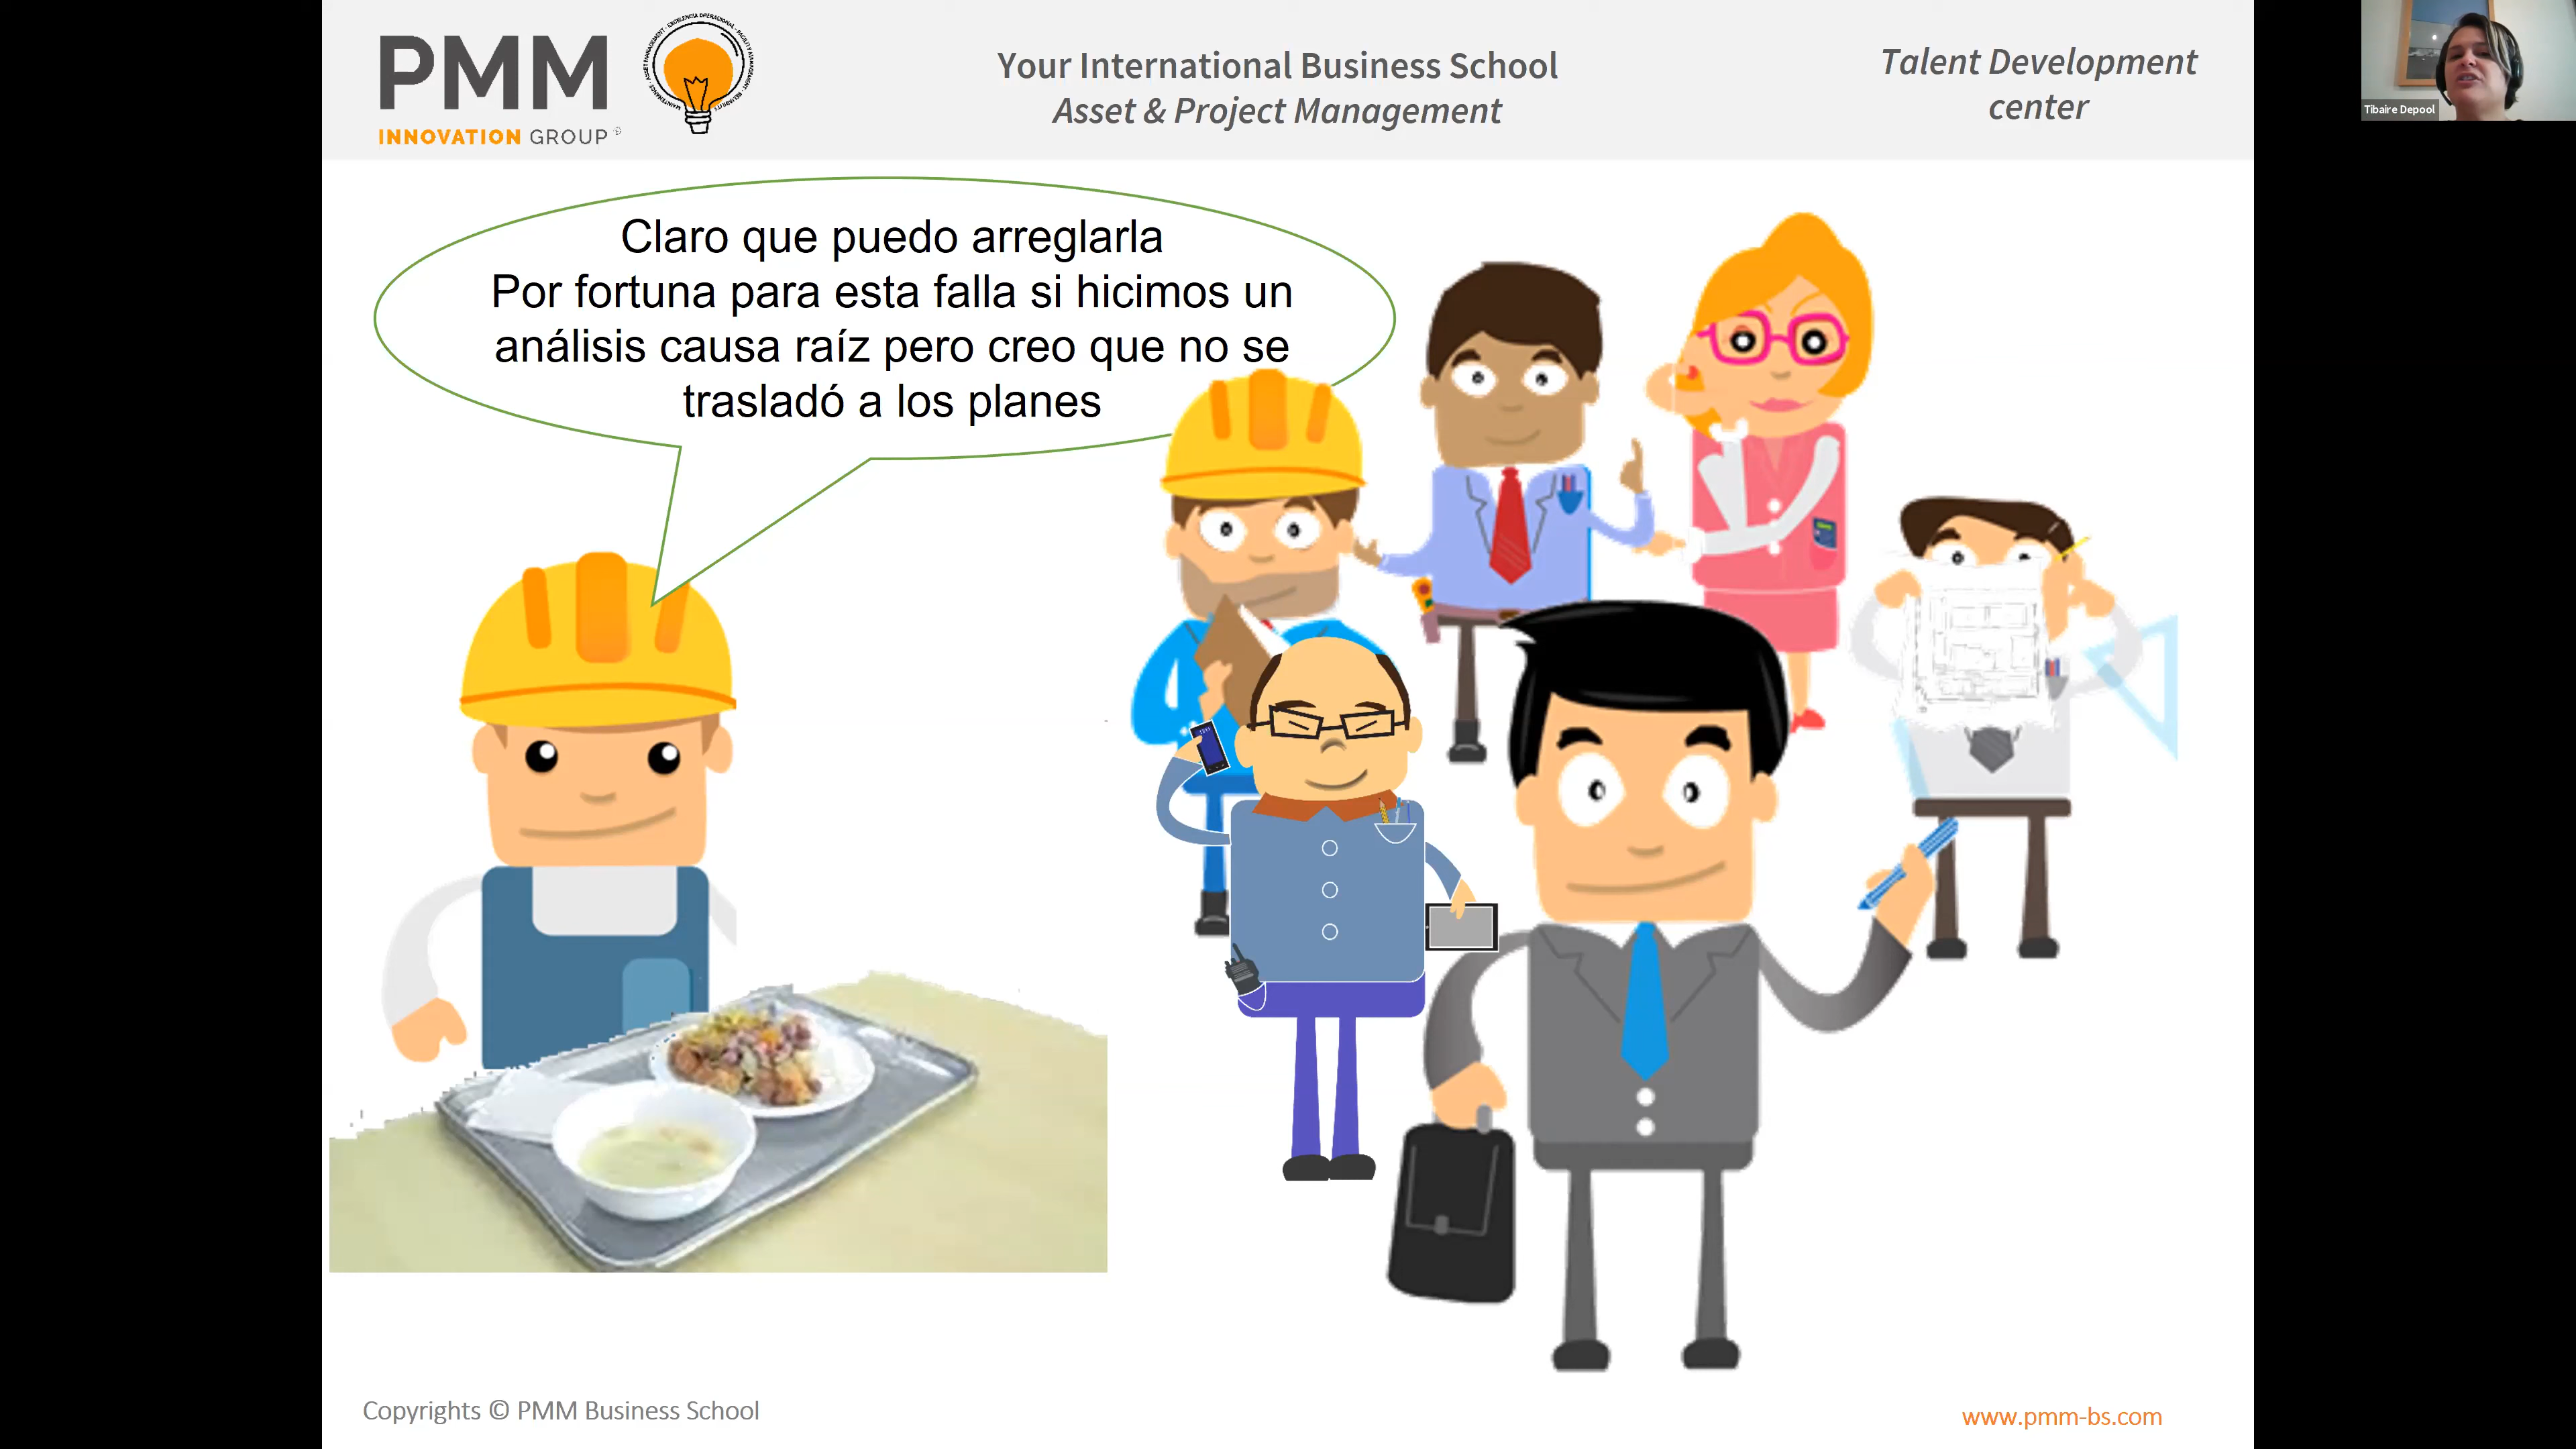 PMM
INNOVATION GROUP
Your International Business School
Asset & Project Management
Talent Development
center
Tibaire Depool
Claro que puedo arreglarla
Por fortuna para esta falla si hicimos un
análisis causa raíz pero creo que no se
trasladó a los planes
Copyrights © PMM Business School
www.pmm-bs.com